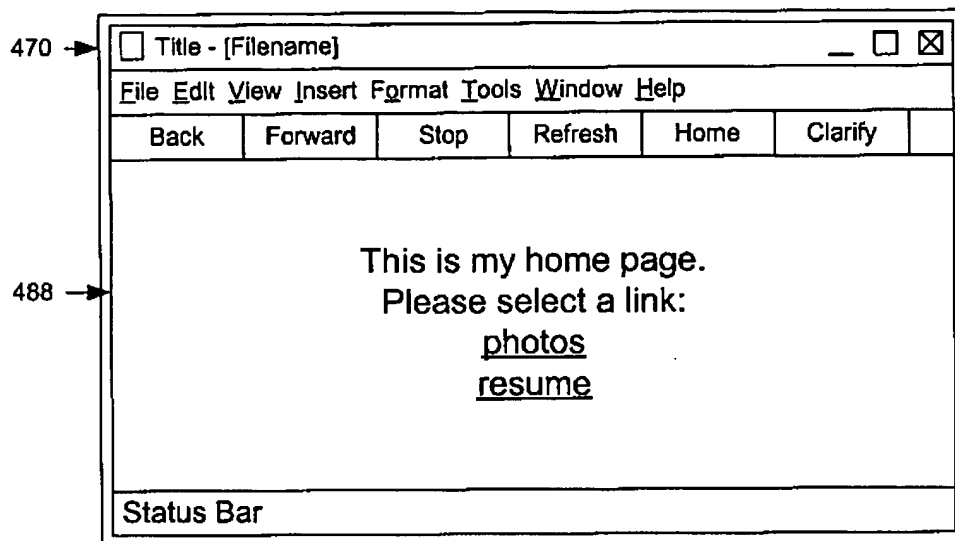 470
Title - [Filename]
File Edit View Insert Format Tools Window Help
Back Forward Stop Refresh Home Clarify
This is my home page.
488
Please select a link:
photos
resume
Status Bar